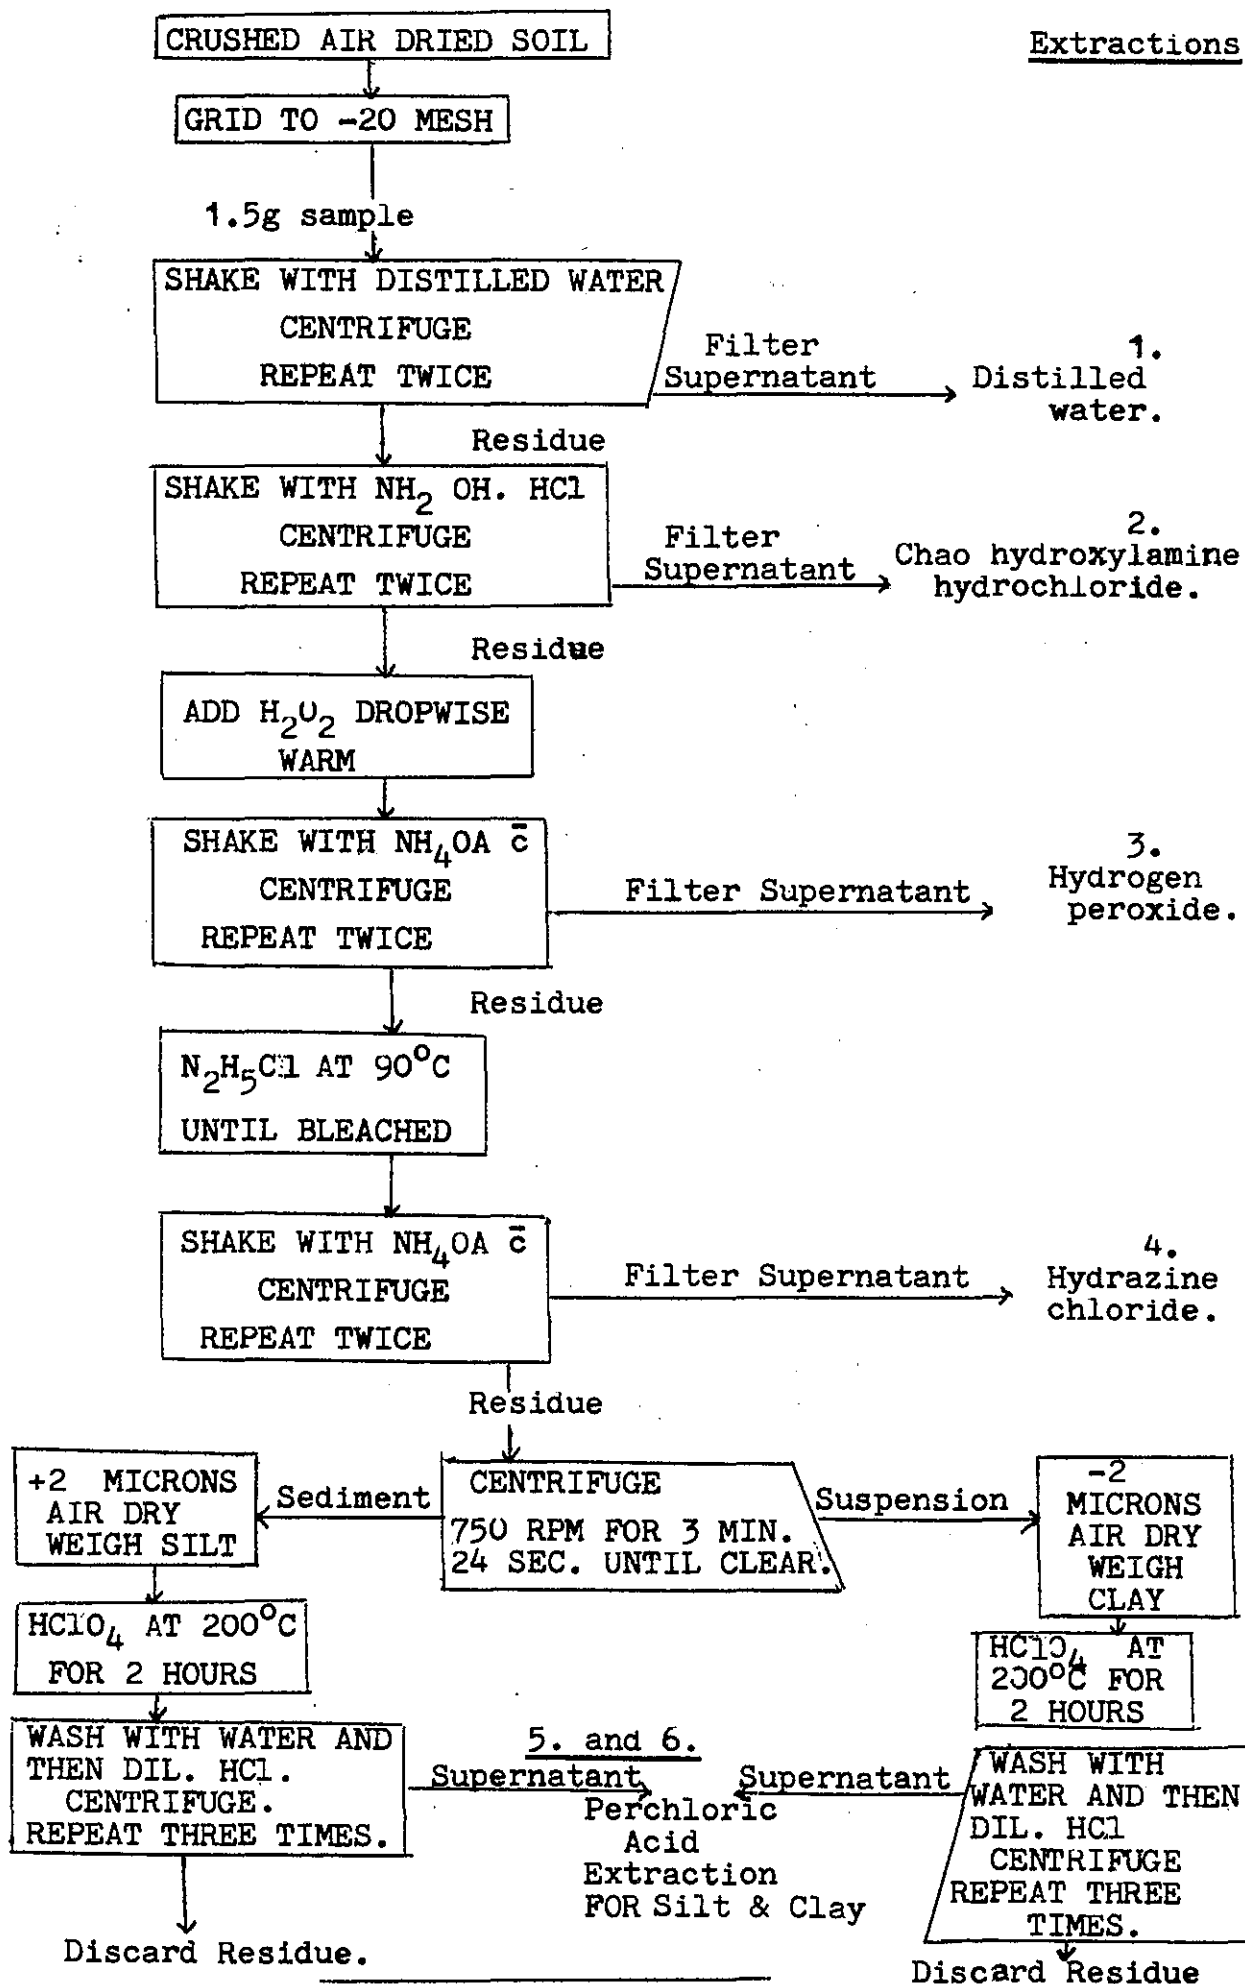 CRUSHED AIR DRIED SOIL
Extractions
GRID TO -20 MESH
1.5g sample
SHAKE WITH DISTILLED WATER
CENTRIFUGE
REPEAT TWICE
Filter
Supernatant
1.
Distilled
water.
Residue
SHAKE WITH NH2 OH. HCl
CENTRIFUGE
REPEAT TWICE
Filter
Supernatant
2.
Chao hydroxylamine
hydrochloride.
Residue
ADD H2O2 DROPWISE
WARM
SHAKE WITH NH4OA c̄
CENTRIFUGE
REPEAT TWICE
Filter Supernatant
3.
Hydrogen
peroxide.
Residue
N2H5Cl AT 90°C
UNTIL BLEACHED
SHAKE WITH NH4OA c̄
CENTRIFUGE
REPEAT TWICE
Filter Supernatant
4.
Hydrazine
chloride.
Residue
+2 MICRONS
AIR DRY
WEIGH SILT
Sediment
CENTRIFUGE
750 RPM FOR 3 MIN.
24 SEC. UNTIL CLEAR.
Suspension
-2
MICRONS
AIR DRY
WEIGH
CLAY
HClO4 AT 200°C
FOR 2 HOURS
HClO4 AT
200°C FOR
2 HOURS
WASH WITH WATER AND
THEN DIL. HCl.
CENTRIFUGE.
REPEAT THREE TIMES.
5. and 6.
Supernatant
Supernatant
Perchloric
Acid
Extraction
FOR Silt & Clay
WASH WITH
WATER AND THEN
DIL. HCl
CENTRIFUGE
REPEAT THREE
TIMES.
Discard Residue.
Discard Residue